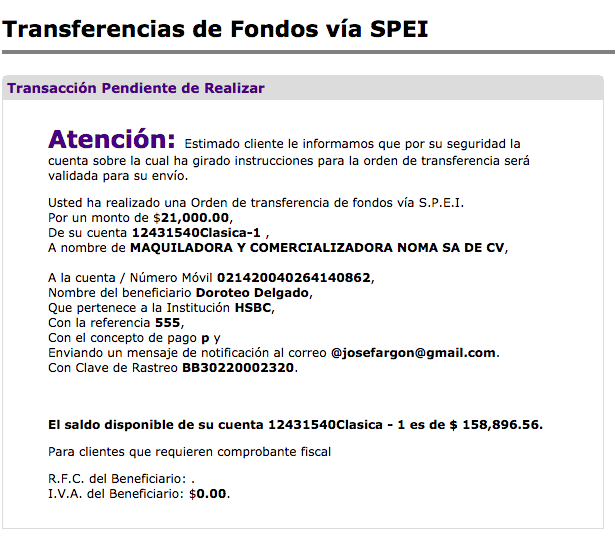 Transferencias de Fondos vía SPEI
Transacción Pendiente de Realizar
Atención: Estimado cliente le informamos que por su seguridad la
cuenta sobre la cual ha girado instrucciones para la orden de transferencia será
validada para su envío.
Usted ha realizado una Orden de transferencia de fondos vía S.P.E.I.
Por un monto de $21,000.00,
De su cuenta 12431540Clasica-1 ,
A nombre de MAQUILADORA Y COMERCIALIZADORA NOMA SA DE CV,
A la cuenta / Número Móvil 021420040264140862,
Nombre del beneficiario Doroteo Delgado,
Que pertenece a la Institución HSBC,
Con la referencia 555,
Con el concepto de pago p y
Enviando un mensaje de notificación al correo @josefargon@gmail.com.
Con Clave de Rastreo BB30220002320.
El saldo disponible de su cuenta 12431540Clasica - 1 es de $ 158,896.56.
Para clientes que requieren comprobante fiscal
R.F.C. del Beneficiario: .
I.V.A. del Beneficiario: $0.00.